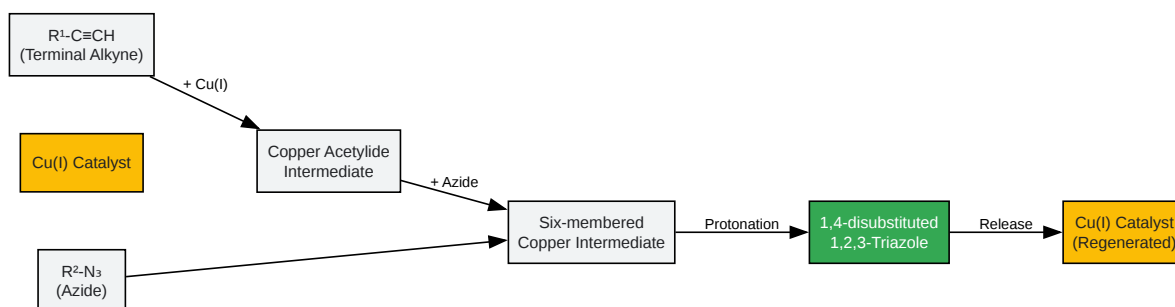 R¹-C≡CH
(Terminal Alkyne)
+ Cu(I)
Cu(I) Catalyst
Copper Acetylide
Intermediate
+ Azide
R²-N₃
(Azide)
Six-membered
Copper Intermediate
Protonation
1,4-disubstituted
1,2,3-Triazole
Release
Cu(I) Catalyst
(Regenerated)